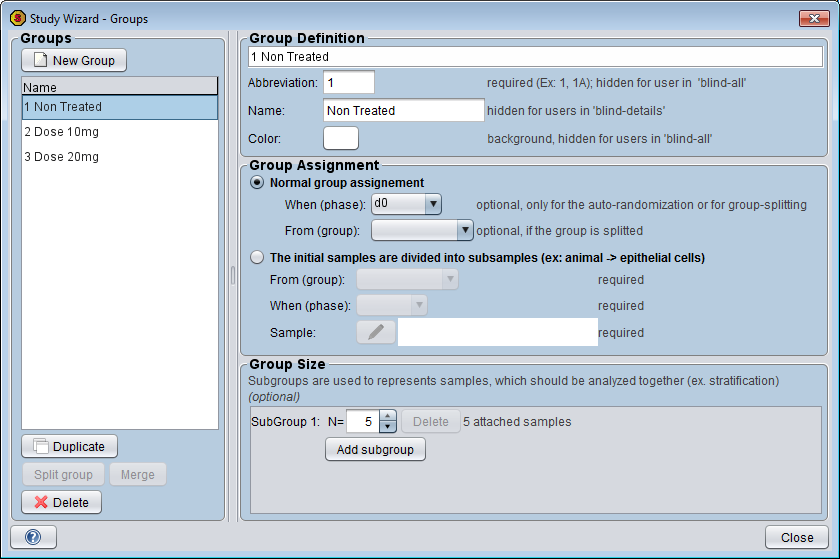 Study Wizard - Groups
Groups
New Group
Name
1 Non Treated
2 Dose 10mg
3 Dose 20mg
Duplicate
Split group Merge
Delete
Group Definition
1 Non Treated
Abbreviation: 1 required (Ex: 1, 1A); hidden for user in 'blind-all'
Name: Non Treated hidden for users in 'blind-details'
Color: background, hidden for users in 'blind-all'
Group Assignment
Normal group assignement
When (phase): d0 optional, only for the auto-randomization or for group-splitting
From (group): optional, if the group is splitted
The initial samples are divided into subsamples (ex: animal -> epithelial cells)
From (group): required
When (phase): required
Sample: required
Group Size
Subgroups are used to represents samples, which should be analyzed together (ex. stratification)
(optional)
SubGroup 1: N= 5 Delete 5 attached samples
Add subgroup
? Close